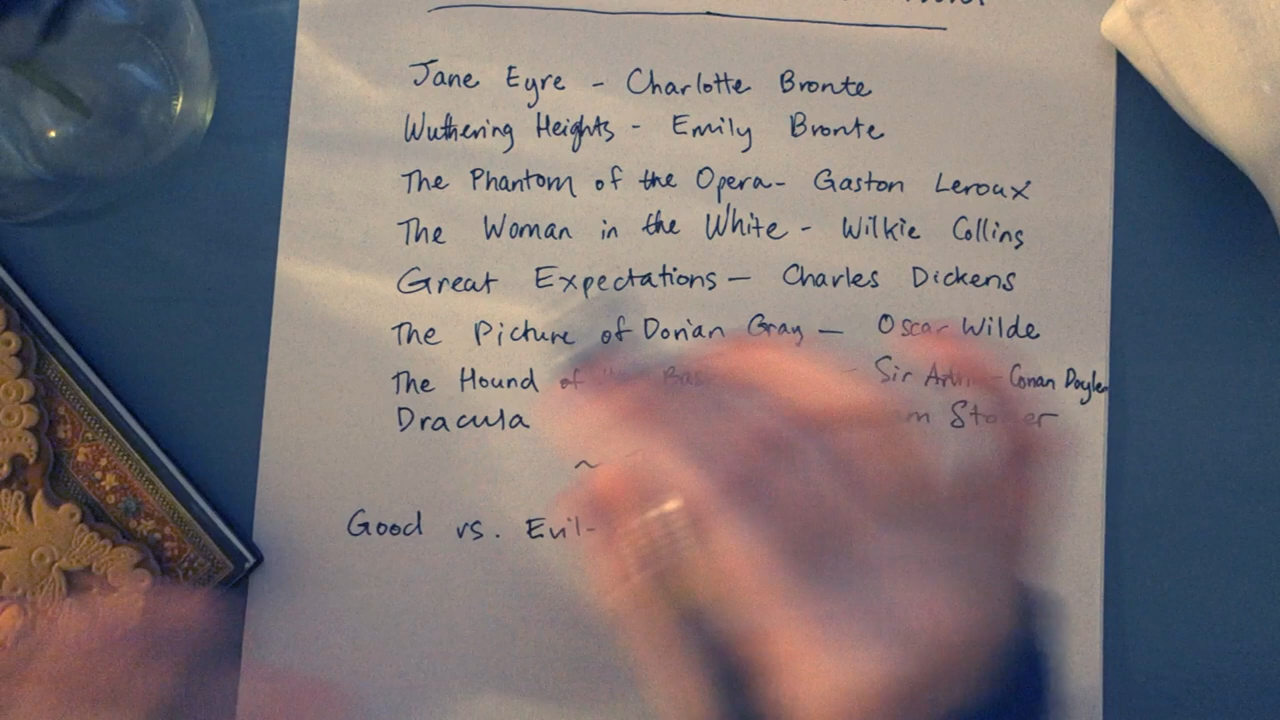 Jane Eyre - Charlotte Bronte
Wuthering Heights - Emily Bronte
The Phantom of the Opera- Gaston Leroux
The Woman in the White - Wilkie Collins
Great Expectations - Charles Dickens
The Picture of Dorian Gray - Oscar Wilde
The Hound of Sir Conan Doyle
Dracula
Good vs. Evil-